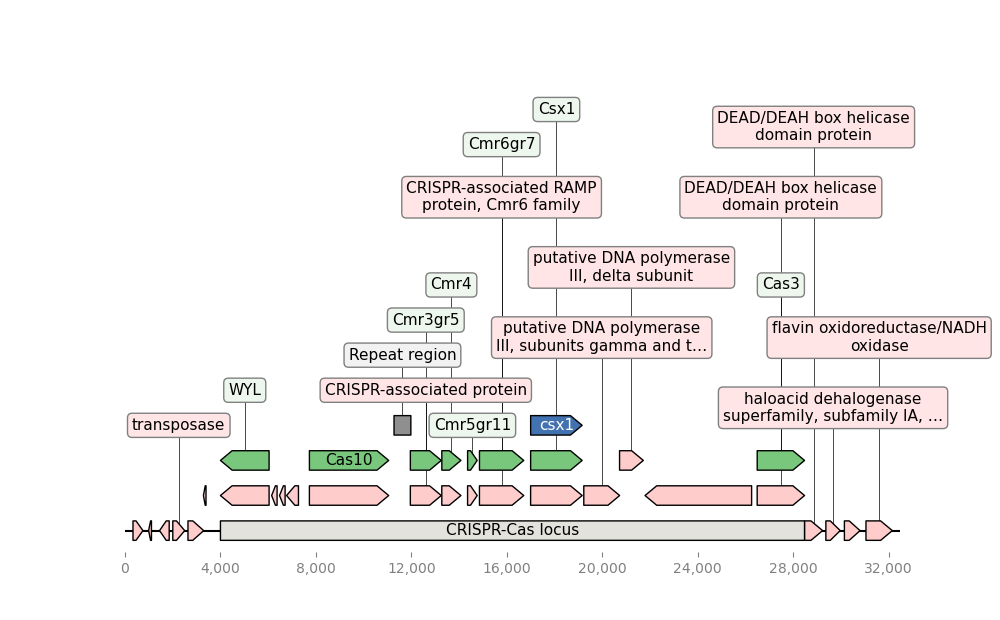 Csx1
DEAD/DEAH box helicase
domain protein
Cmr6gr7
CRISPR-associated RAMP
protein, Cmr6 family
DEAD/DEAH box helicase
domain protein
putative DNA polymerase
III, delta subunit
Cmr4
Cas3
Cmr3gr5
putative DNA polymerase
III, subunits gamma and t…
flavin oxidoreductase/NADH
oxidase
Repeat region
WYL
CRISPR-associated protein
haloacid dehalogenase
superfamily, subfamily IA, …
transposase
Cmr5gr11
csx1
Cas10
CRISPR-Cas locus
0
4,000
8,000
12,000
16,000
20,000
24,000
28,000
32,000